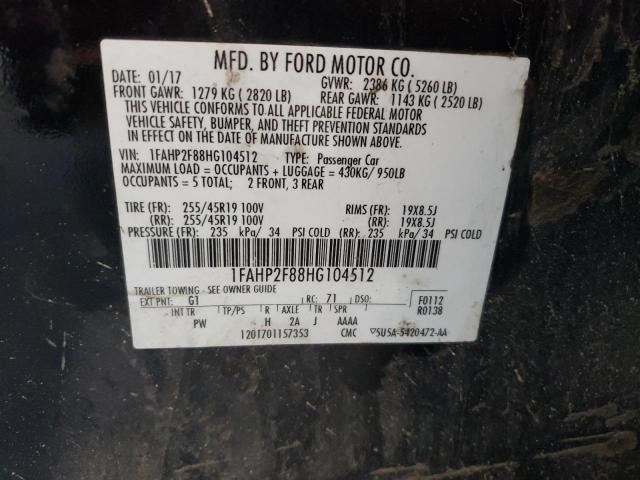 MFD. BY FORD MOTOR CO.
DATE: 01/17 GVWR: 2386 KG ( 5260 LB)
FRONT GAWR: 1279 KG ( 2820 LB) REAR GAWR: 1143 KG ( 2520 LB)
THIS VEHICLE CONFORMS TO ALL APPLICABLE FEDERAL MOTOR
VEHICLE SAFETY, BUMPER, AND THEFT PREVENTION STANDARDS
IN EFFECT ON THE DATE OF MANUFACTURE SHOWN ABOVE.
VIN: 1FAHP2F88HG104512 TYPE: Passenger Car
MAXIMUM LOAD = OCCUPANTS + LUGGAGE = 430KG/ 950LB
OCCUPANTS = 5 TOTAL; 2 FRONT, 3 REAR
TIRE (FR): 255/45R19 100V RIMS (FR): 19X8.5J
(RR): 255/45R19 100V (RR): 19X8.5J
PRESSURE (FR): 235 kPa/ 34 PSI COLD (RR): 235 kPa/ 34 PSI COLD
1FAHP2F88HG104512
TRAILER TOWING - SEE OWNER GUIDE
EXT PNT: G1 RC: 71 DSO: F0112
INT TR TP/PS R AXLE TR SPR R0138
PW H 2A J AAAA
1201701157353 CMC ▽5U5A-5420472-AA